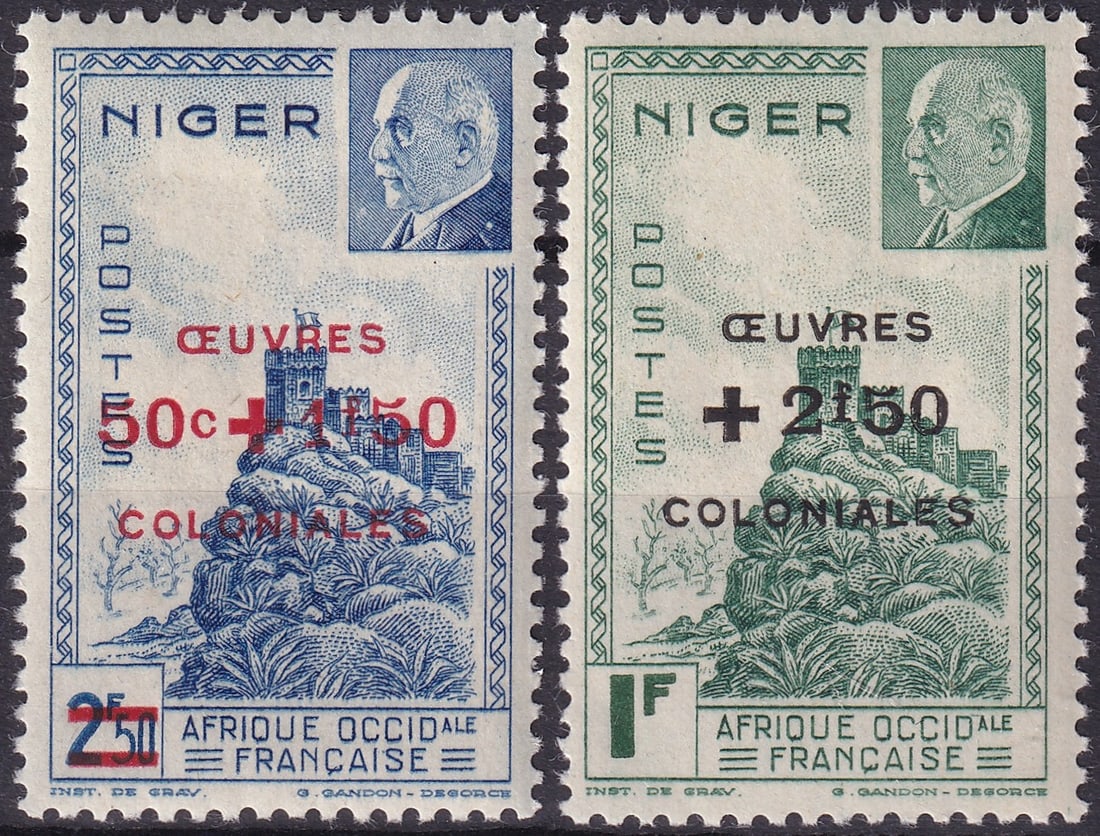 NIGER
POSTES
ŒUVRES
50c + 1f50
COLONIALES
2F50
AFRIQUE OCCIDALE
FRANÇAISE
INST. DE GRAV. G. GANDON - DEGORCE
NIGER
POSTES
ŒUVRES
+ 2f50
COLONIALES
1F
AFRIQUE OCCIDALE
FRANÇAISE
INST. DE GRAV. G. GANDON - DEGORCE